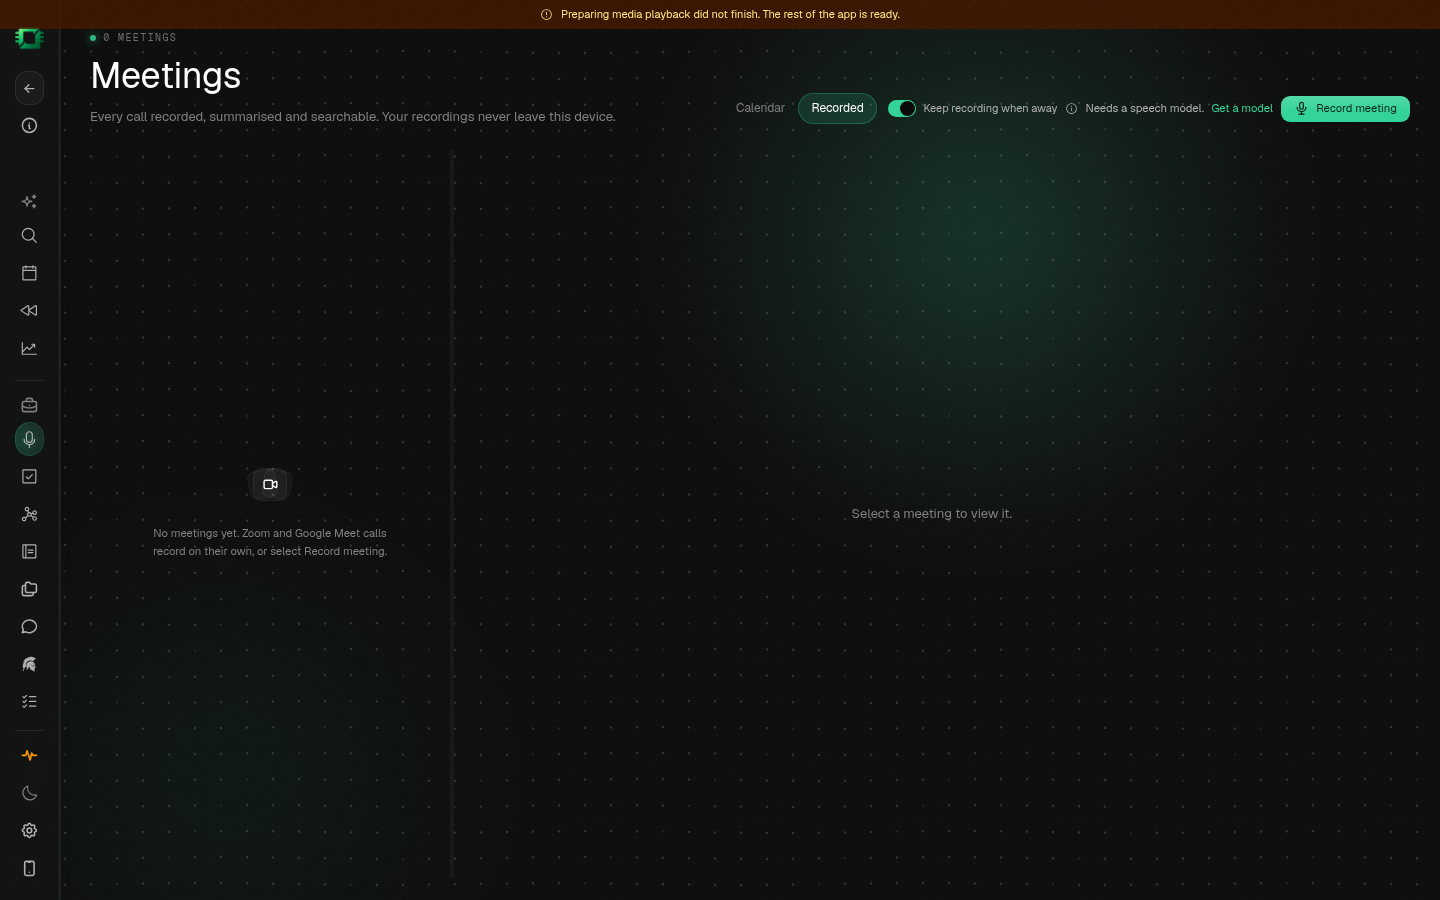 Preparing media playback did not finish. The rest of the app is ready.
0 MEETINGS
Meetings
Every call recorded, summarised and searchable. Your recordings never leave this device.
Calendar Recorded Keep recording when away Needs a speech model. Get a model Record meeting
No meetings yet. Zoom and Google Meet calls
record on their own, or select Record meeting.
Select a meeting to view it.